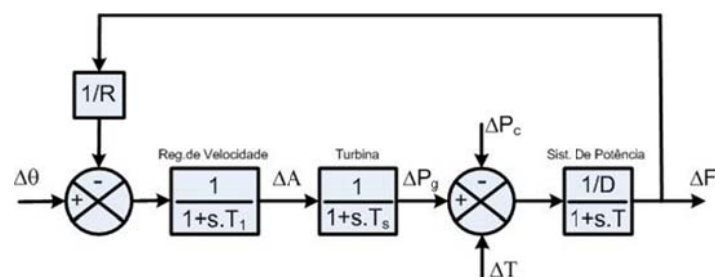 1/R
ΔP_c
Reg.de Velocidade
Turbina
Sist. De Potência
Δθ
-
+
1
1+s.T_1
ΔA
1
1+s.T_s
ΔP_g
-
+
1/D
1+s.T
ΔF
ΔT